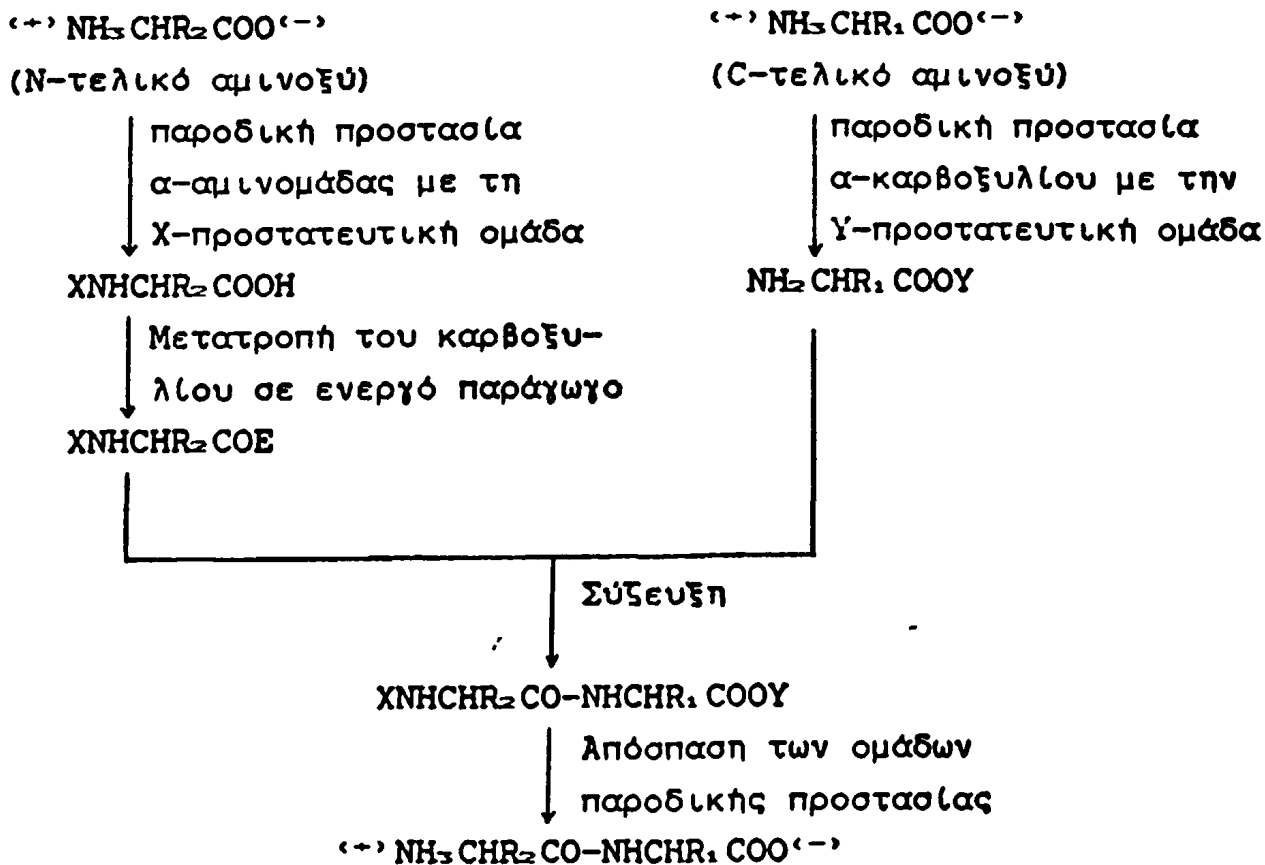 (+) NH₃CHR₂COO(-)
(N-τελικό αμινοξύ)
παροδική προστασία
α-αμινομάδας με τη
X-προστατευτική ομάδα
XNHCHR₂COOH
Μετατροπή του καρβοξυ-
λίου σε ενεργό παράγωγο
XNHCHR₂COE
(+) NH₃CHR₁COO(-)
(C-τελικό αμινοξύ)
παροδική προστασία
α-καρβοξυλίου με την
Y-προστατευτική ομάδα
NH₂CHR₁COOY
Σύζευξη
XNHCHR₂CO-NHCHR₁COOY
Απόσπαση των ομάδων
παροδικής προστασίας
(+) NH₃CHR₂CO-NHCHR₁COO(-)